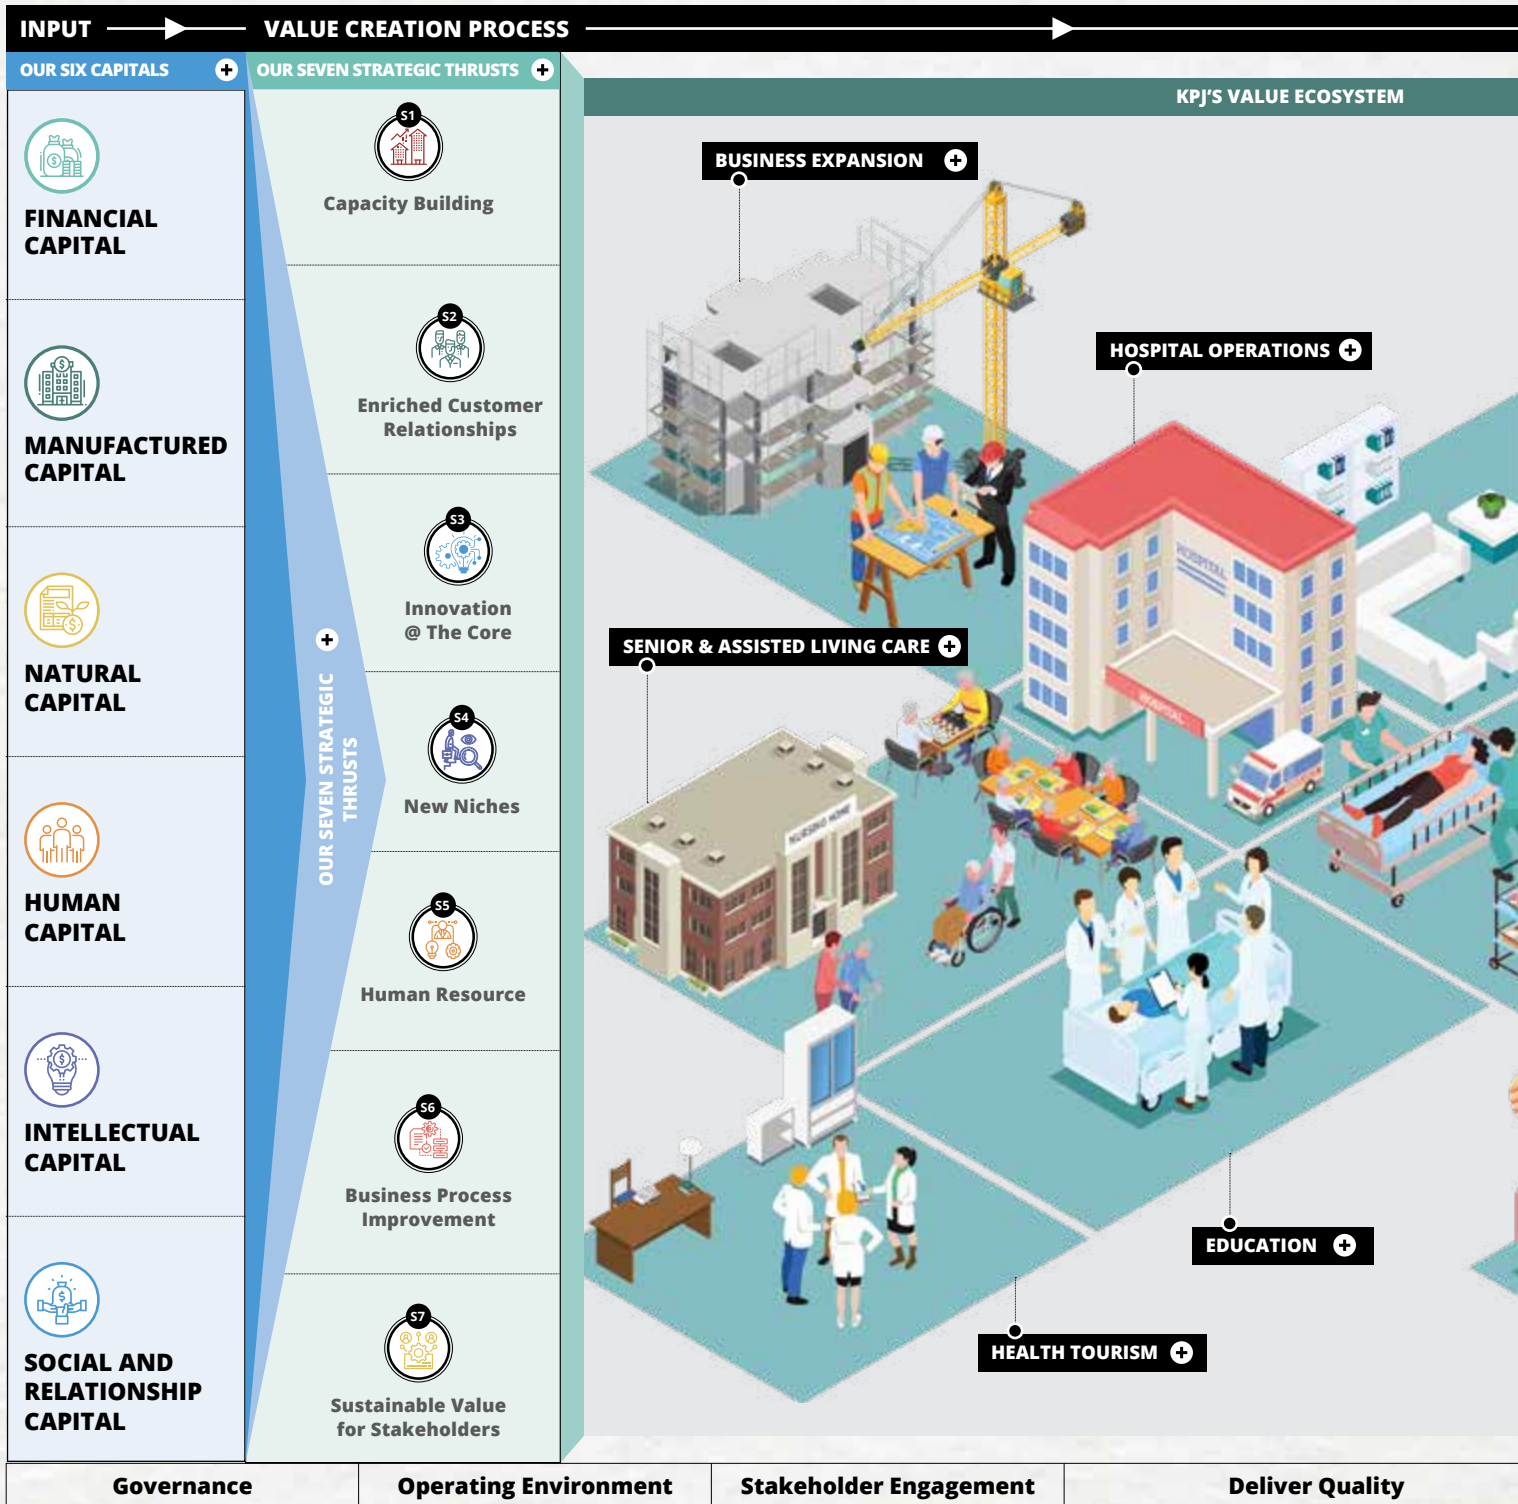 INPUT
VALUE CREATION PROCESS
OUR SIX CAPITALS
OUR SEVEN STRATEGIC THRUSTS
KPJ'S VALUE ECOSYSTEM
FINANCIAL
CAPITAL
MANUFACTURED
CAPITAL
NATURAL
CAPITAL
HUMAN
CAPITAL
INTELLECTUAL
CAPITAL
SOCIAL AND
RELATIONSHIP
CAPITAL
OUR SEVEN STRATEGIC
THRUSTS
S1
Capacity Building
S2
Enriched Customer
Relationships
S3
Innovation
@ The Core
S4
New Niches
S5
Human Resource
S6
Business Process
Improvement
S7
Sustainable Value
for Stakeholders
BUSINESS EXPANSION
HOSPITAL OPERATIONS
HOSPITAL
HOSPITAL
SENIOR & ASSISTED LIVING CARE
NURSING HOME
EDUCATION
HEALTH TOURISM
Governance
Operating Environment
Stakeholder Engagement
Deliver Quality